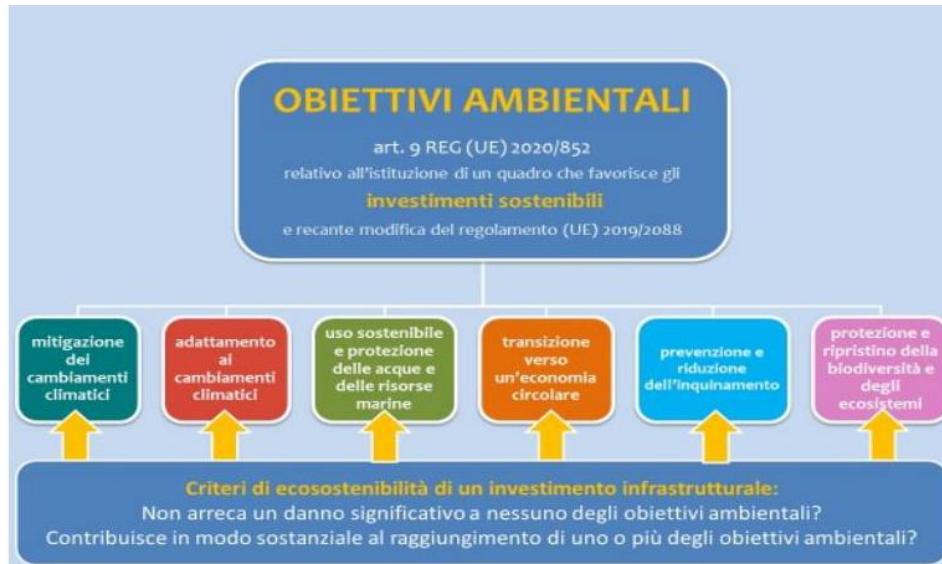 OBIETTIVI AMBIENTALI
art. 9 REG (UE) 2020/852
relativo all'istituzione di un quadro che favorisce gli
investimenti sostenibili
e recante modifica del regolamento (UE) 2019/2088
mitigazione
dei
cambiamenti
climatici
adattamento
ai
cambiamenti
climatici
uso sostenibile
e protezione
delle acque e
delle risorse
marine
transizione
verso
un'economia
circolare
prevenzione e
riduzione
dell'inquinamento
protezione e
ripristino della
biodiversità e
degli
ecosistemi
Criteri di ecosostenibilità di un investimento infrastrutturale:
Non arreca un danno significativo a nessuno degli obiettivi ambientali?
Contribuisce in modo sostanziale al raggiungimento di uno o più degli obiettivi ambientali?